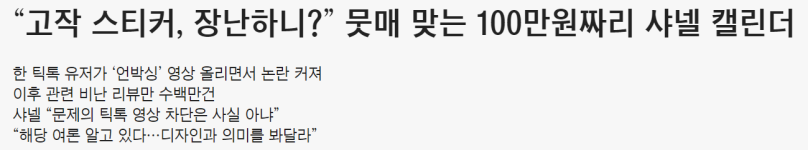 “고작 스티커, 장난하니?” 뭇매 맞는 100만원짜리 샤넬 캘린더
한 틱톡 유저가 ‘언박싱’ 영상 올리면서 논란 커져
이후 관련 비난 리뷰만 수백만건
샤넬 “문제의 틱톡 영상 차단은 사실 아냐”
“해당 여론 알고 있다…디자인과 의미를 봐달라”